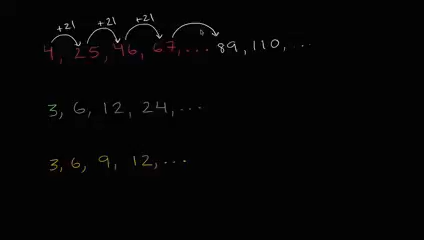 +21 +21 +21
4, 25, 46, 67, ... 89, 110, ...
3, 6, 12, 24, ...
3, 6, 9, 12, ...